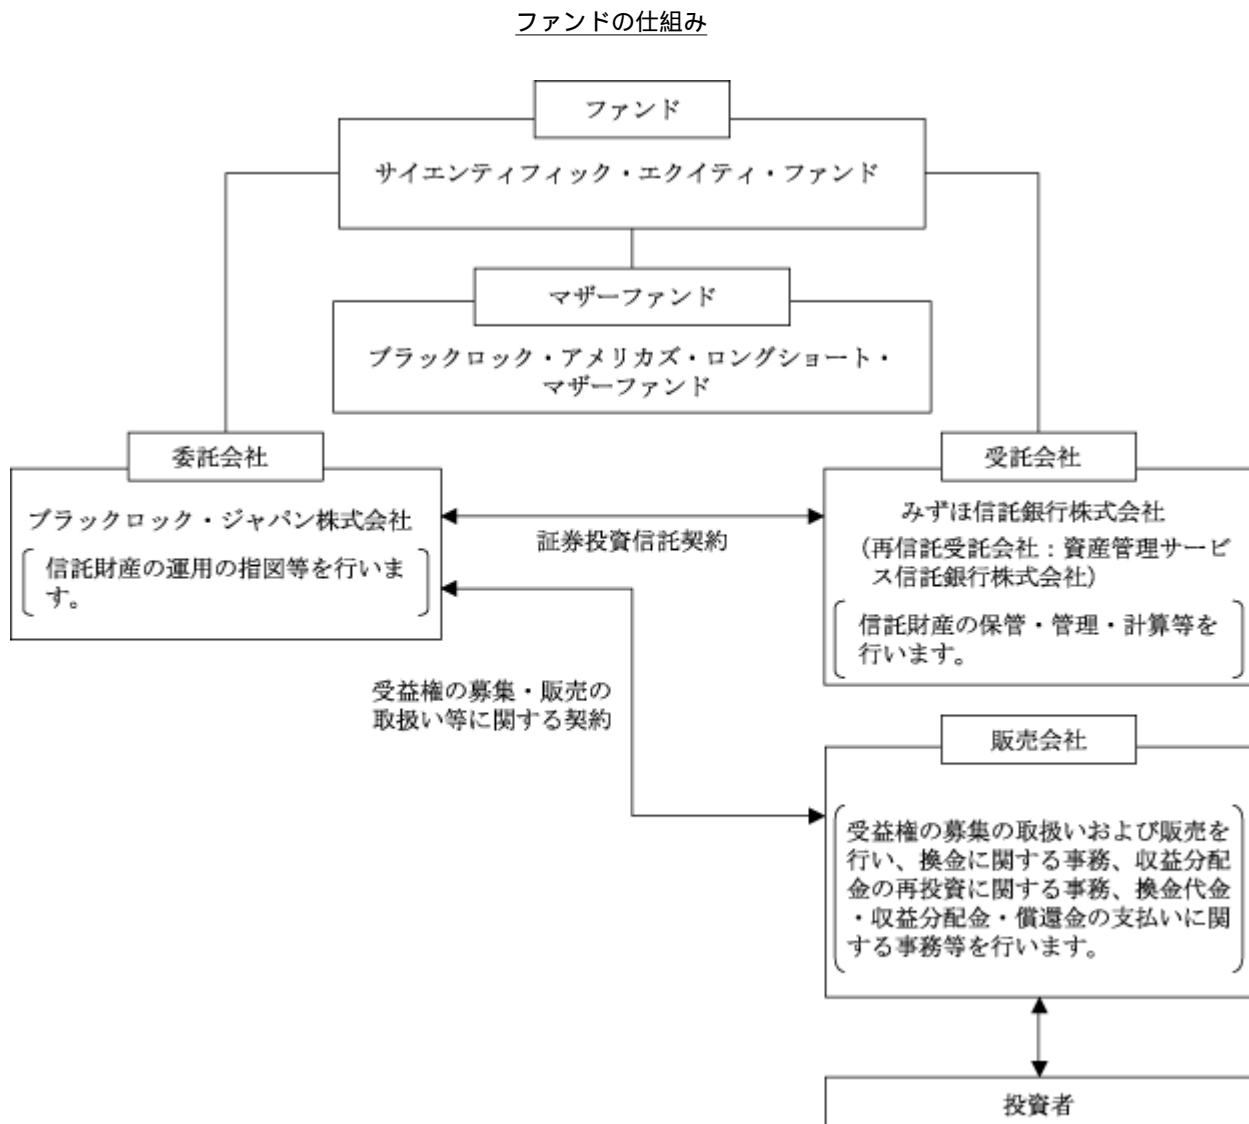 ファンドの仕組み
ファンド
サイエンティフィック・エクイティ・ファンド
マザーファンド
ブラックロック・アメリカズ・ロングショート・
マザーファンド
委託会社
ブラックロック・ジャパン株式会社
信託財産の運用の指図等を行いま
す。
証券投資信託契約
受託会社
みずほ信託銀行株式会社
（再信託受託会社：資産管理サービ
ス信託銀行株式会社）
信託財産の保管・管理・計算等を
行います。
受益権の募集・販売の
取扱い等に関する契約
販売会社
受益権の募集の取扱いおよび販売を
行い、換金に関する事務、収益分配
金の再投資に関する事務、換金代金
・収益分配金・償還金の支払いに関
する事務等を行います。
投資者